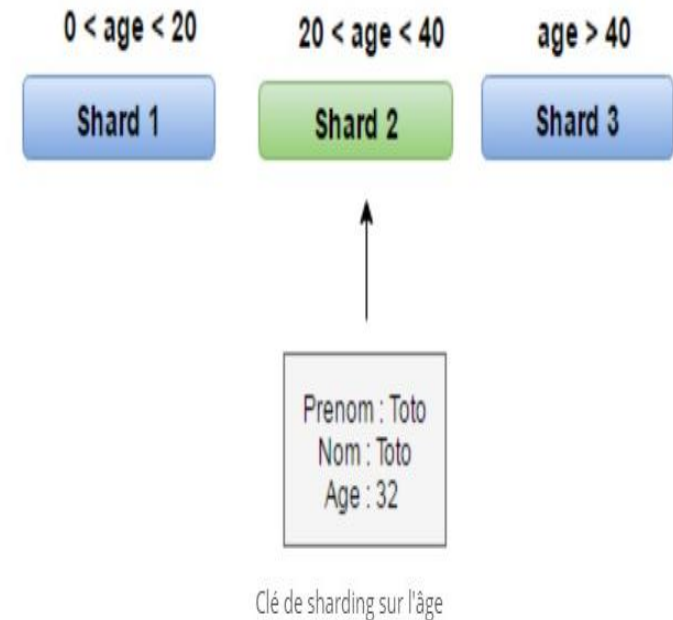 0 < age < 20
20 < age < 40
age > 40
Shard 1
Shard 2
Shard 3
Prenom : Toto
Nom : Toto
Age : 32
Clé de sharding sur l'âge